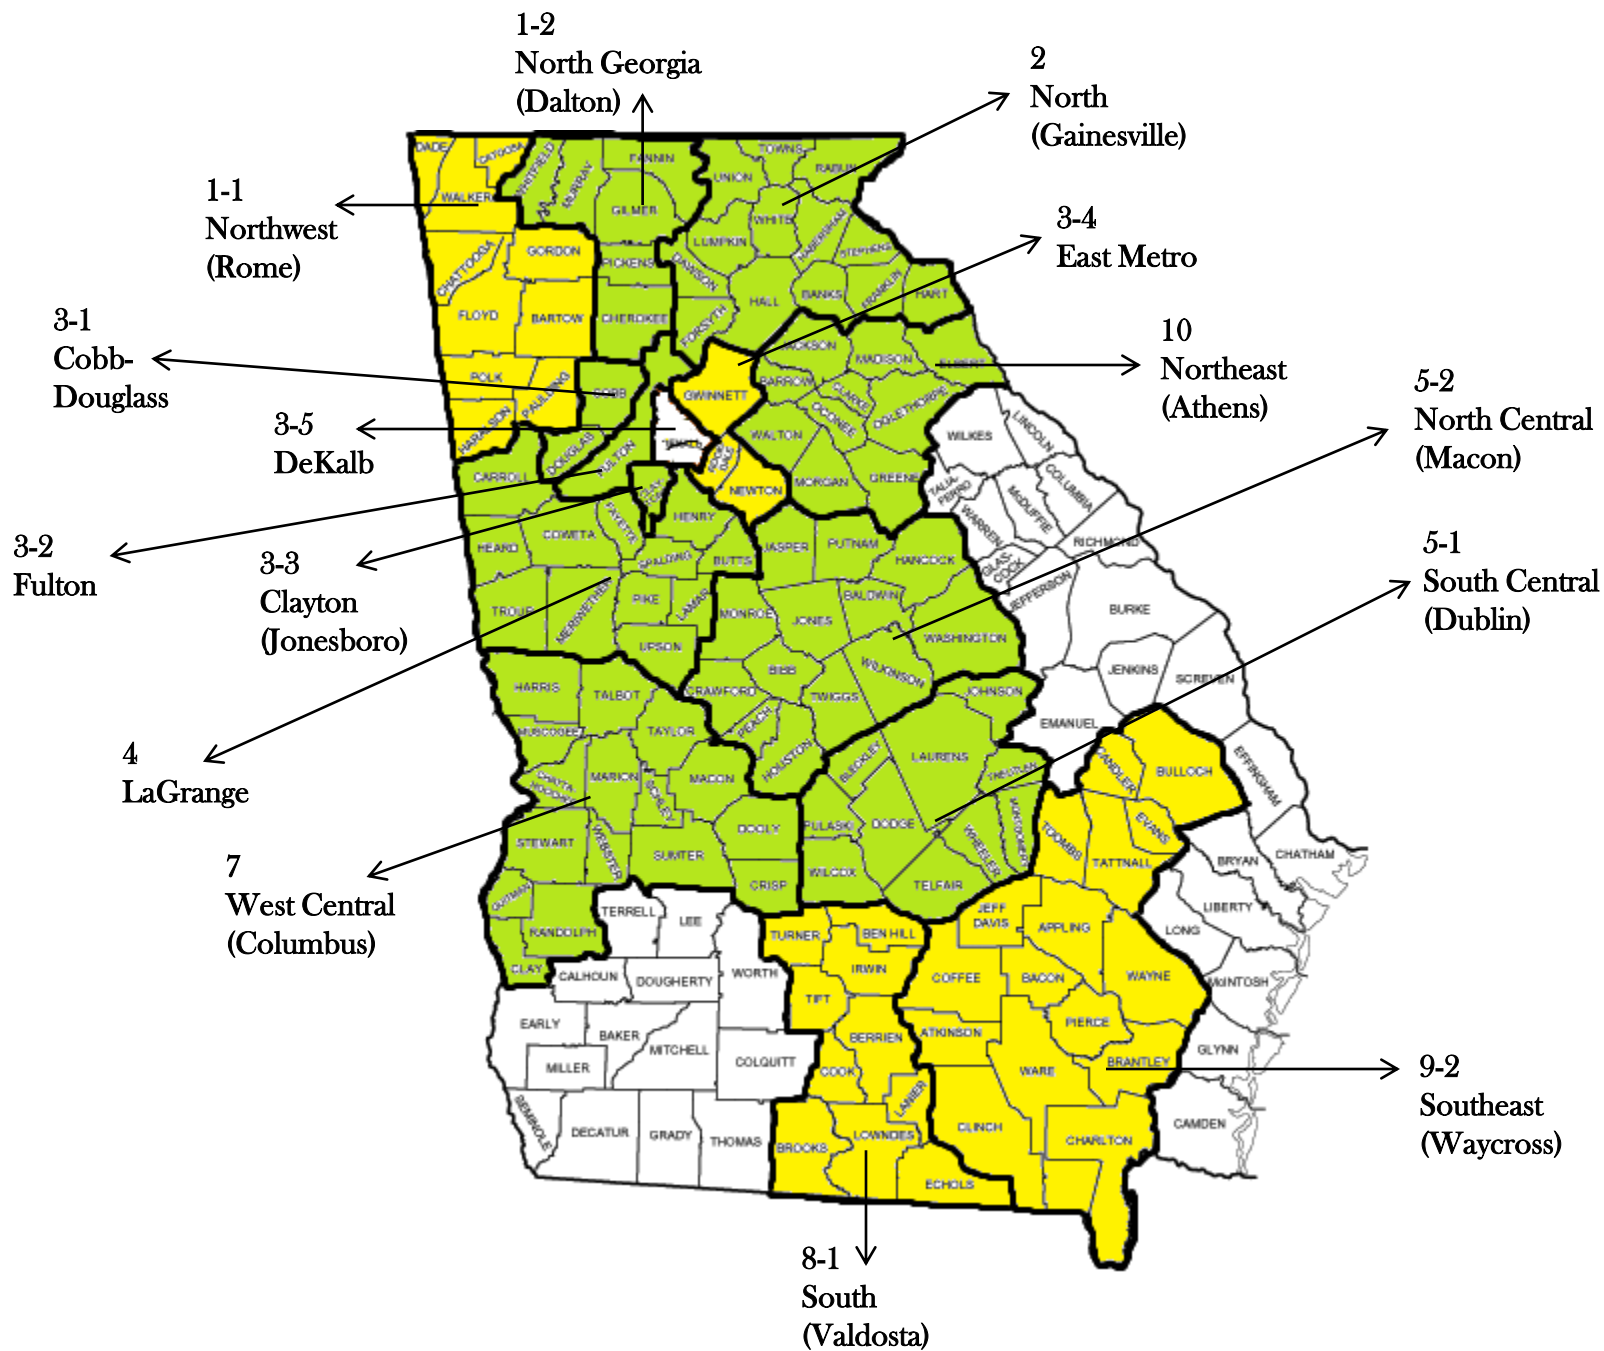 1-2
North Georgia
(Dalton)
2
North
(Gainesville)
1-1
Northwest
(Rome)
3-4
East Metro
3-1
Cobb-
Douglass
10
Northeast
(Athens)
3-5
DeKalb
5-2
North Central
(Macon)
3-2
Fulton
3-3
Clayton
(Jonesboro)
5-1
South Central
(Dublin)
4
LaGrange
7
West Central
(Columbus)
9-2
Southeast
(Waycross)
8-1
South
(Valdosta)
DADE
CATOOSA
WHITFIELD
MURRAY
FANNIN
UNION
TOWNS
RABUN
WALKER
GILMER
WHITE
LUMPKIN
HABERSHAM
STEPHENS
CHATTOOGA
GORDON
PICKENS
DAWSON
HALL
BANKS
FRANKLIN
HART
FLOYD
BARTOW
CHEROKEE
FORSYTH
JACKSON
MADISON
ELBERT
POLK
PAULDING
COBB
GWINNETT
BARROW
CLARKE
OCONEE
OGLETHORPE
HARALSON
DOUGLAS
FULTON
ROCK
DALE
WALTON
WILKES
LINCOLN
CARROLL
CLAY
NEWTON
MORGAN
GREENE
TALIA-
FERRO
McDUFFIE
COLUMBIA
HEARD
COWETA
FAYETTE
HENRY
WARREN
RICHMOND
SPALDING
BUTTS
JASPER
PUTNAM
HANCOCK
GLAS-
COCK
JEFFERSON
TROUP
MERIWETHER
PIKE
LAMAR
MONROE
JONES
BALDWIN
WASHINGTON
BURKE
UPSON
BIBB
WILKINSON
JENKINS
SCREVEN
HARRIS
TALBOT
CRAWFORD
TWIGGS
JOHNSON
EMANUEL
MUSCOGEE
TAYLOR
PEACH
HOUSTON
BLECKLEY
LAURENS
TREUTLEN
CANDLER
BULLOCH
EFFINGHAM
CHATTA-
HOOCHEE
MARION
SCHLEY
MACON
DOOLY
PULASKI
DODGE
WHEELER
MONTGOMERY
TOOMBS
EVANS
TATTNALL
STEWART
WEBSTER
SUMTER
CRISP
WILCOX
TELFAIR
BRYAN
CHATHAM
QUITMAN
RANDOLPH
TERRELL
LEE
TURNER
BEN HILL
JEFF
DAVIS
APPLING
LONG
LIBERTY
CLAY
CALHOUN
DOUGHERTY
WORTH
IRWIN
TIFT
COFFEE
BACON
WAYNE
McINTOSH
EARLY
BAKER
MITCHELL
MILLER
COLQUITT
BERRIEN
COOK
ATKINSON
PIERCE
WARE
BRANTLEY
GLYNN
LANIER
SEMINOLE
DECATUR
GRADY
THOMAS
BROOKS
LOWNDES
CLINCH
CHARLTON
CAMDEN
ECHOLS